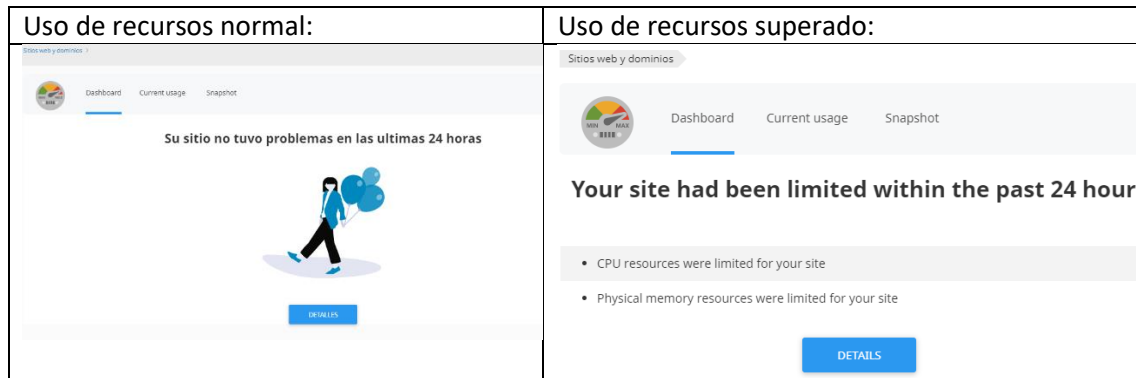 Uso de recursos normal:
Sitios web y dominios
Dashboard Current usage Snapshot
Su sitio no tuvo problemas en las ultimas 24 horas
DETALLES
Uso de recursos superado:
Sitios web y dominios
MIN MAX
Dashboard Current usage Snapshot
Your site had been limited within the past 24 hour
• CPU resources were limited for your site
• Physical memory resources were limited for your site
DETAILS